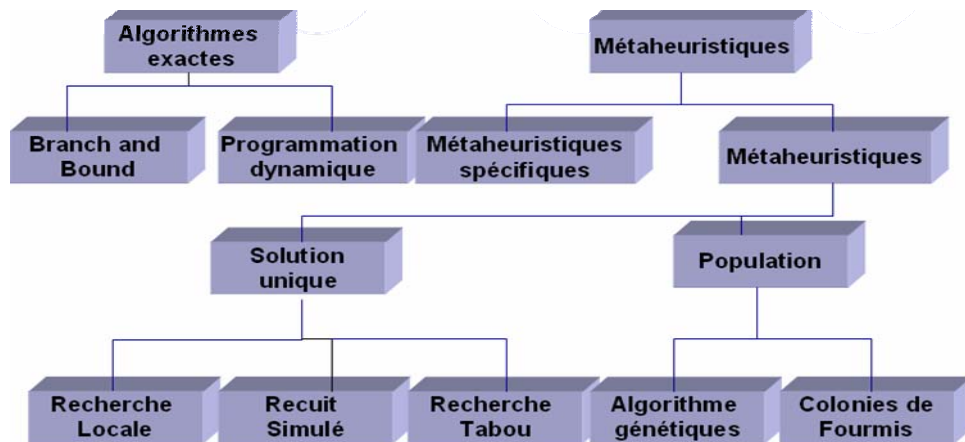 Algorithmes
exactes
Métaheuristiques
Branch and
Bound
Programmation
dynamique
Métaheuristiques
spécifiques
Métaheuristiques
Solution
unique
Population
Recherche
Locale
Recuit
Simulé
Recherche
Tabou
Algorithme
génétiques
Colonies de
Fourmis